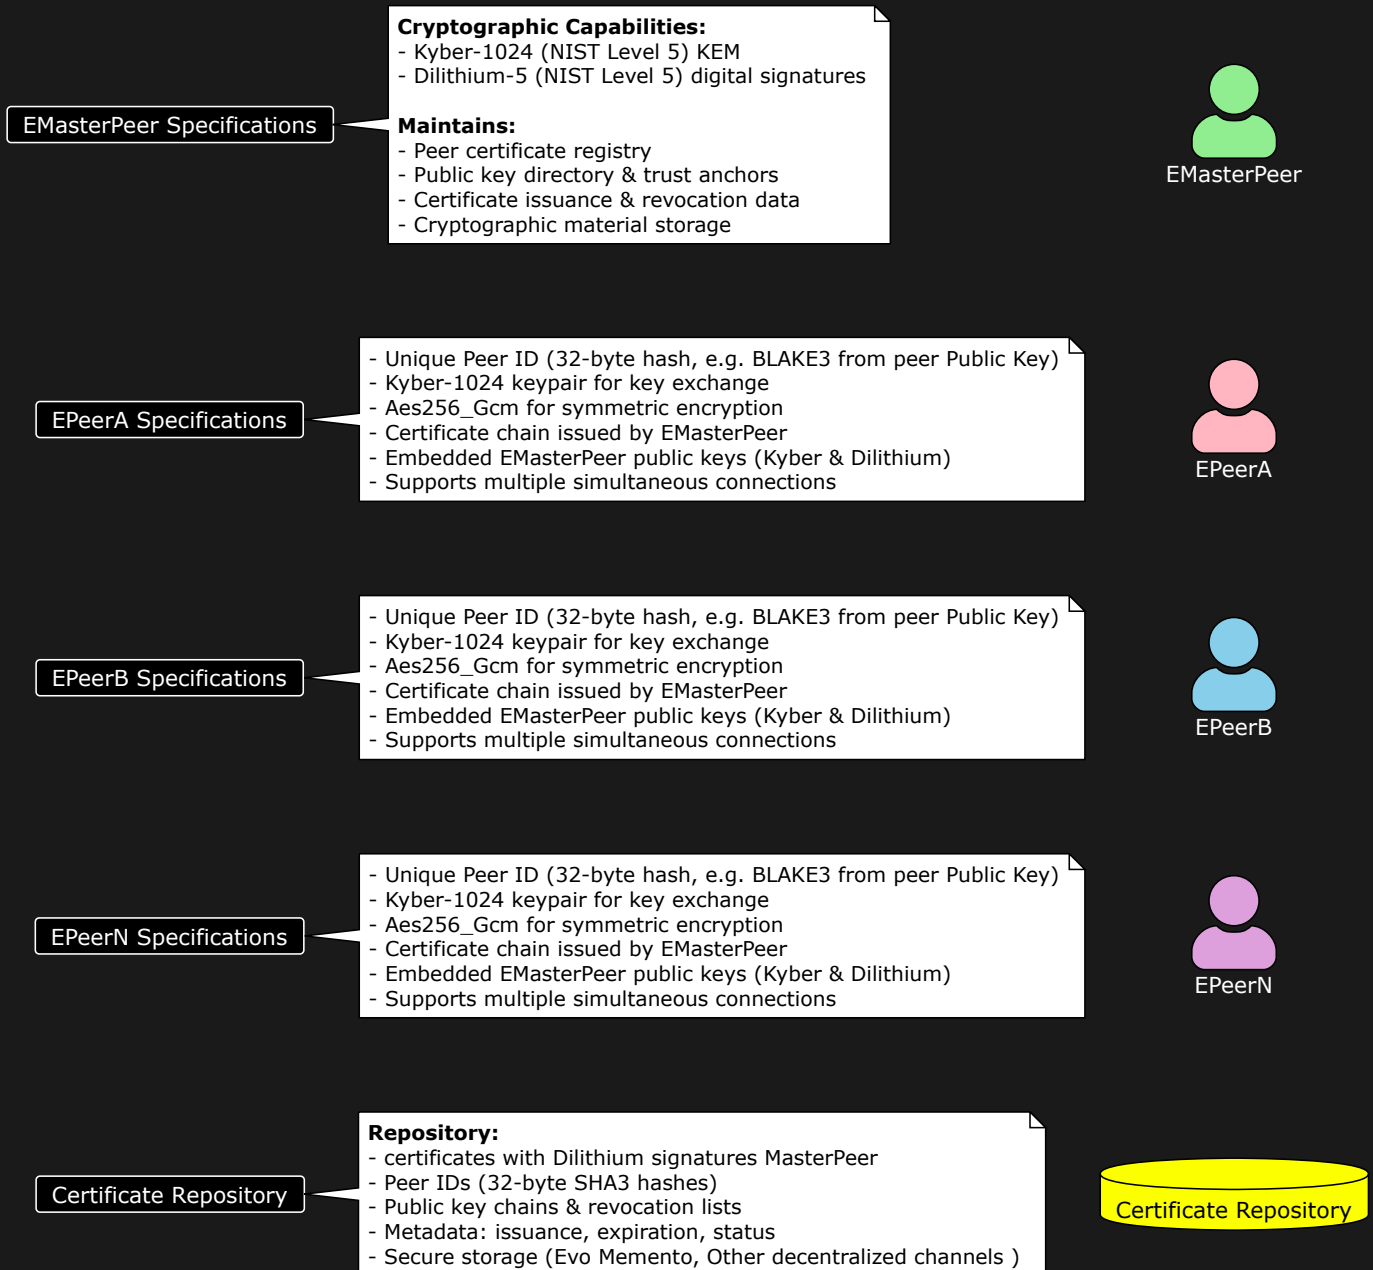 Cryptographic Capabilities:
- Kyber-1024 (NIST Level 5) KEM
- Dilithium-5 (NIST Level 5) digital signatures
EMasterPeer Specifications
Maintains:
- Peer certificate registry
- Public key directory & trust anchors
- Certificate issuance & revocation data
- Cryptographic material storage
EMasterPeer
EPeerA Specifications
- Unique Peer ID (32-byte hash, e.g. BLAKE3 from peer Public Key)
- Kyber-1024 keypair for key exchange
- Aes256_Gcm for symmetric encryption
- Certificate chain issued by EMasterPeer
- Embedded EMasterPeer public keys (Kyber & Dilithium)
- Supports multiple simultaneous connections
EPeerA
EPeerB Specifications
- Unique Peer ID (32-byte hash, e.g. BLAKE3 from peer Public Key)
- Kyber-1024 keypair for key exchange
- Aes256_Gcm for symmetric encryption
- Certificate chain issued by EMasterPeer
- Embedded EMasterPeer public keys (Kyber & Dilithium)
- Supports multiple simultaneous connections
EPeerB
EPeerN Specifications
- Unique Peer ID (32-byte hash, e.g. BLAKE3 from peer Public Key)
- Kyber-1024 keypair for key exchange
- Aes256_Gcm for symmetric encryption
- Certificate chain issued by EMasterPeer
- Embedded EMasterPeer public keys (Kyber & Dilithium)
- Supports multiple simultaneous connections
EPeerN
Certificate Repository
Repository:
- certificates with Dilithium signatures MasterPeer
- Peer IDs (32-byte SHA3 hashes)
- Public key chains & revocation lists
- Metadata: issuance, expiration, status
- Secure storage (Evo Memento, Other decentralized channels )
Certificate Repository